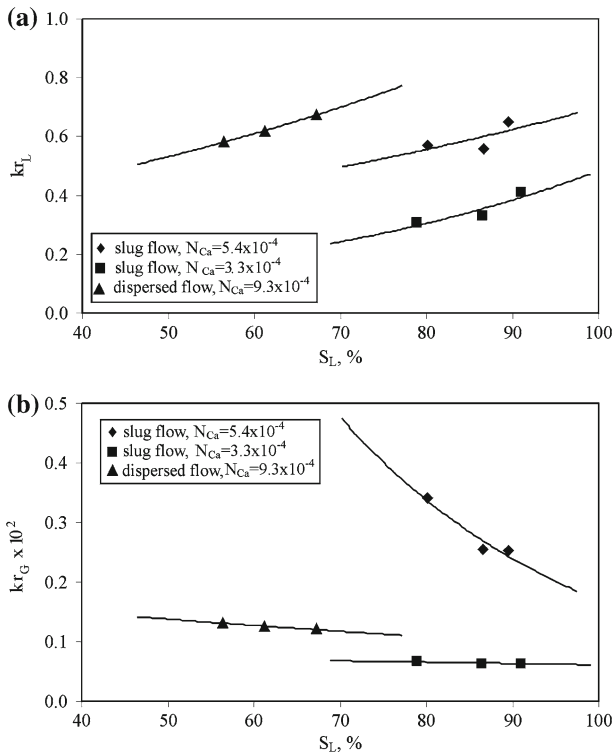 (a)
1.0
0.8
0.6
0.4
0.2
0.0
kr_L
◆ slug flow, N_Ca=5.4x10^-4
■ slug flow, N_Ca=3.3x10^-4
▲ dispersed flow, N_Ca=9.3x10^-4
40 50 60 70 80 90 100
S_L, %
(b)
0.5
0.4
0.3
0.2
0.1
0.0
kr_G x 10^2
◆ slug flow, N_Ca=5.4x10^-4
■ slug flow, N_Ca=3.3x10^-4
▲ dispersed flow, N_Ca=9.3x10^-4
40 50 60 70 80 90 100
S_L, %